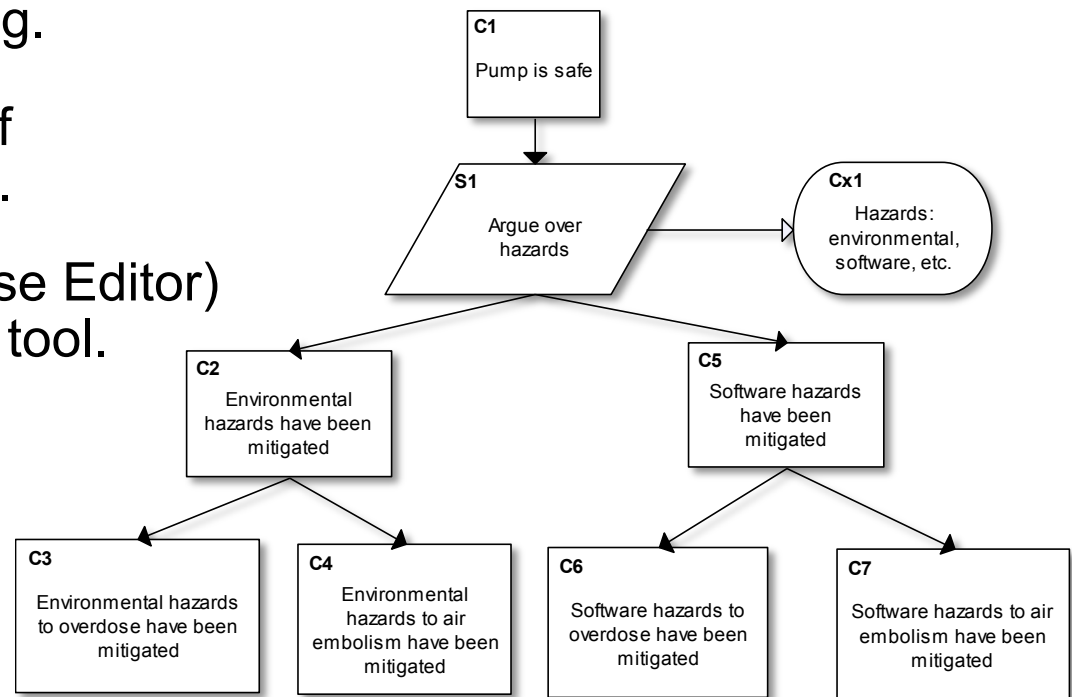 g.
f
.
se Editor)
tool.
C1
Pump is safe
S1
Argue over
hazards
Cx1
Hazards:
environmental,
software, etc.
C2
Environmental
hazards have been
mitigated
C5
Software hazards
have been
mitigated
C3
Environmental hazards
to overdose have been
mitigated
C4
Environmental
hazards to air
embolism have been
mitigated
C6
Software hazards to
overdose have been
mitigated
C7
Software hazards to air
embolism have been
mitigated